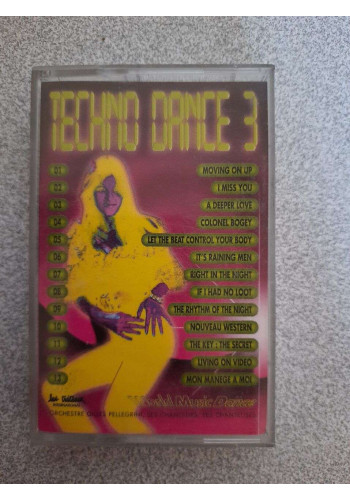 TECHNO DANCE 3
01 MOVING ON UP
02 I MISS YOU
03 A DEEPER LOVE
04 COLONEL BOGEY
05 LET THE BEAT CONTROL YOUR BODY
06 IT'S RAINING MEN
07 RIGHT IN THE NIGHT
08 IF I HAD NO LOOT
09 THE RHYTHM OF THE NIGHT
10 NOUVEAU WESTERN
11 THE KEY : THE SECRET
12 LIVING ON VIDEO
13 MON MANEGE A MOI
Music
ORCHESTRE GILLES PELLEGRINI